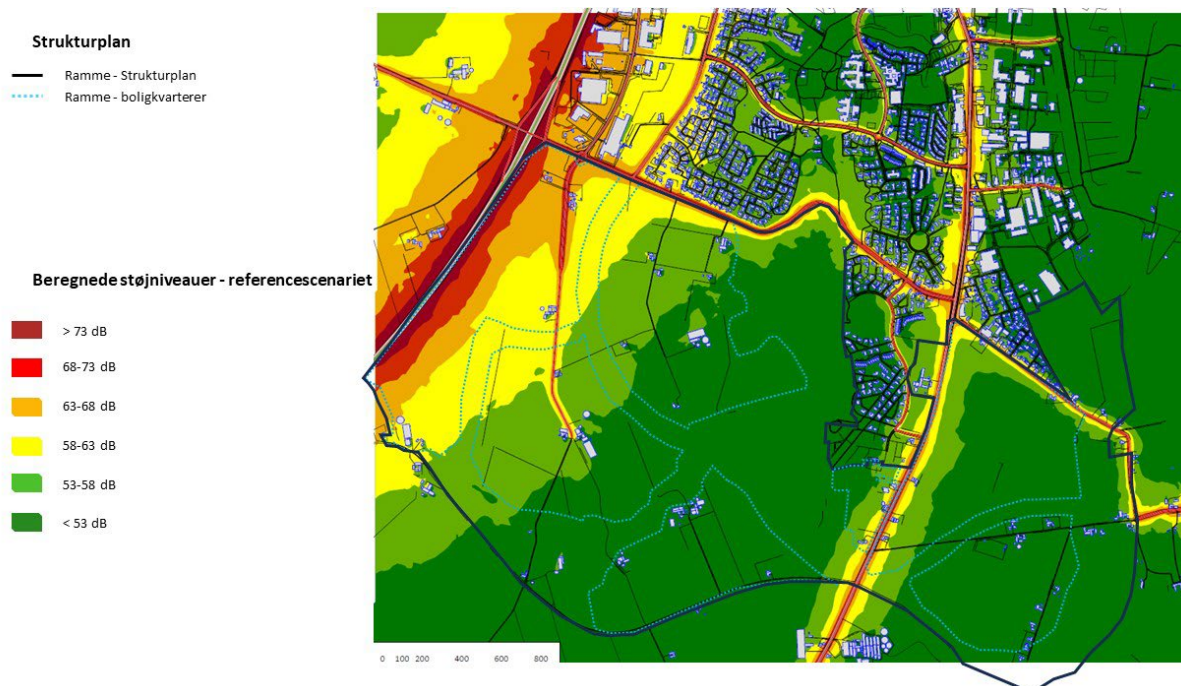 Strukturplan
Ramme - Strukturplan
Ramme - boligkvarterer
Beregnede støjniveauer - referencescenariet
> 73 dB
68-73 dB
63-68 dB
58-63 dB
53-58 dB
< 53 dB
0 100 200 400 600 800